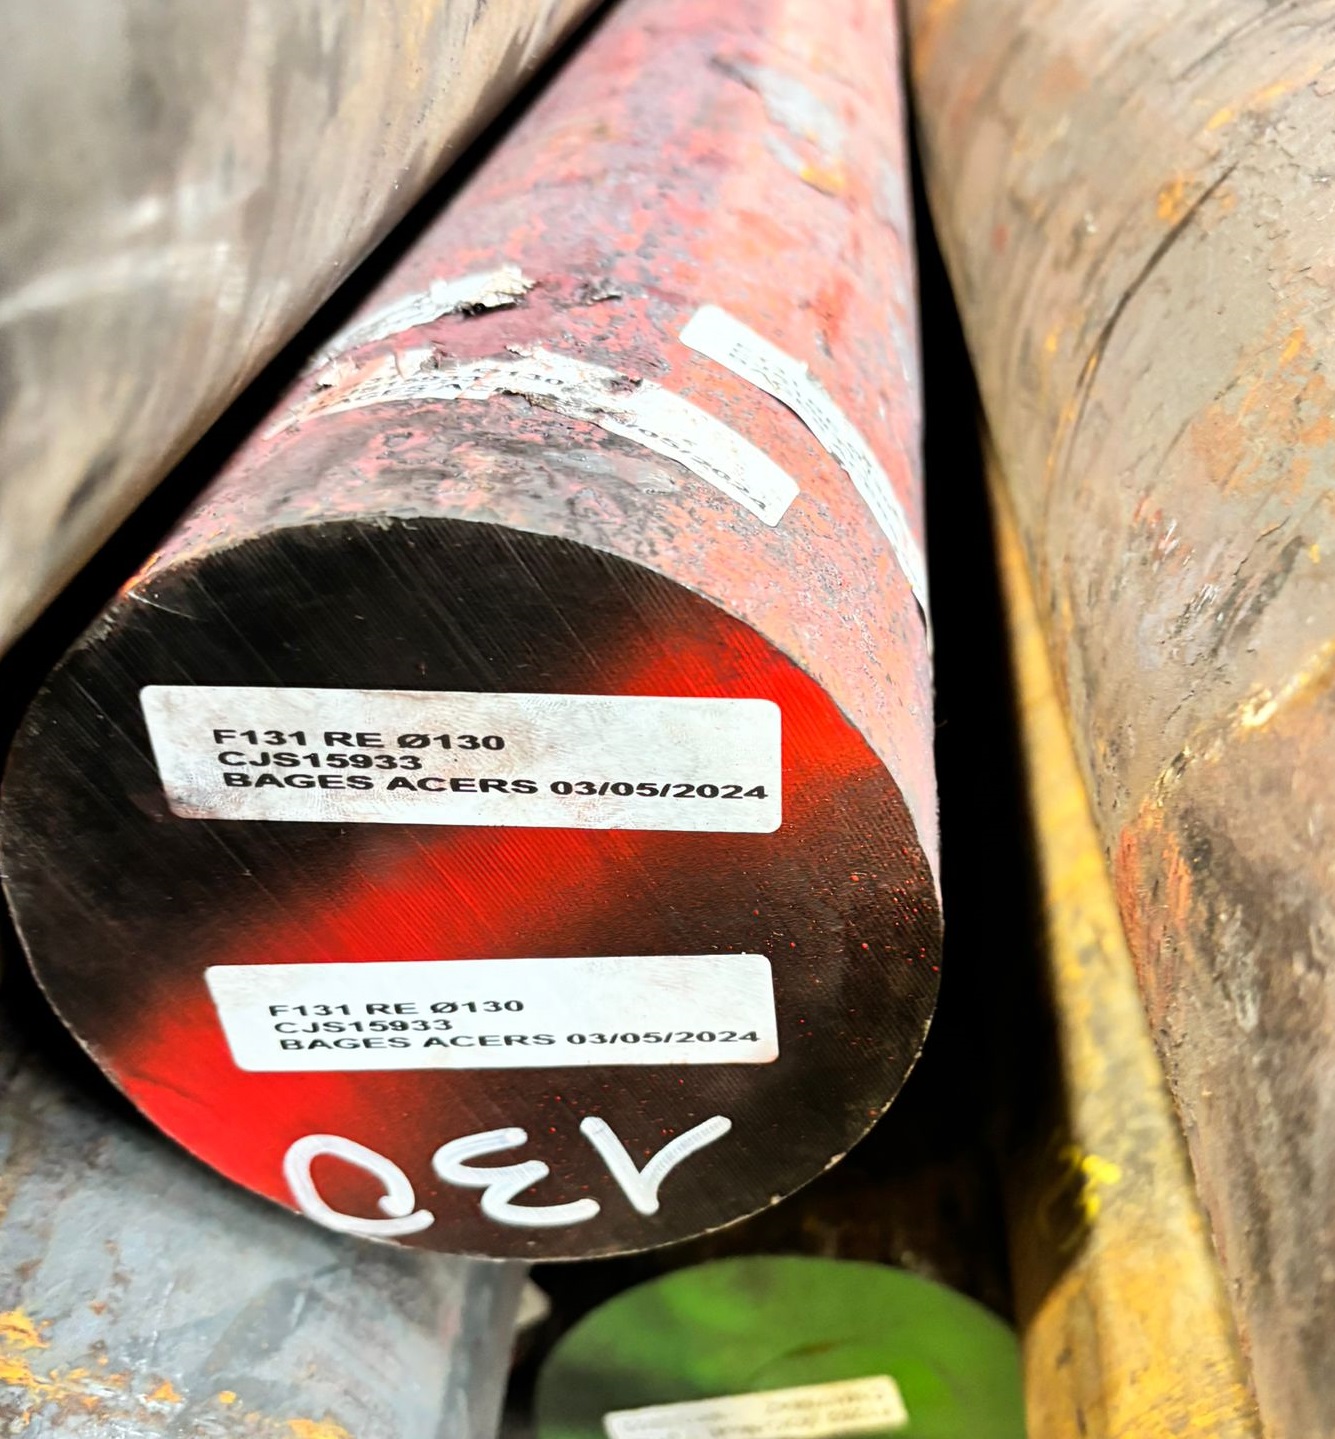 F131 RE Ø130
CJS15933
BAGES ACERS 03/05/2024
F131 RE Ø130
CJS15933
BAGES ACERS 03/05/2024
130